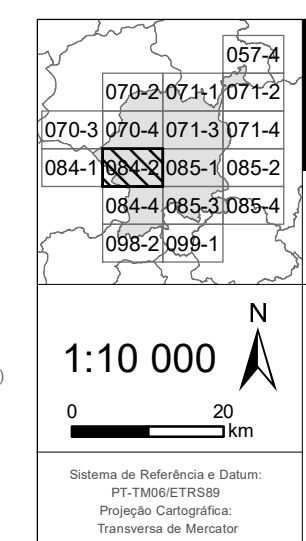 057-4
070-2 071-1 071-2
070-3 070-4 071-3 071-4
084-1 084-2 085-1 085-2
084-4 085-3 085-4
098-2 099-1
N
1:10 000
)
0 20
km
Sistema de Referência e Datum:
PT-TM06/ETRS89
Projeção Cartográfica:
Transversa de Mercator